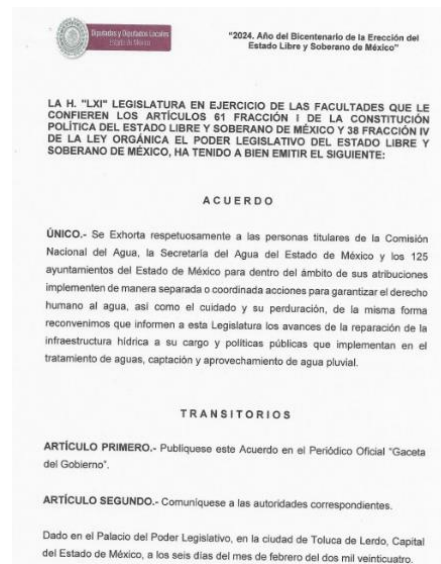 Diputadas y Diputados Locales
Estado de México
"2024. Año del Bicentenario de la Erección del
Estado Libre y Soberano de México"
LA H. "LXI" LEGISLATURA EN EJERCICIO DE LAS FACULTADES QUE LE
CONFIEREN LOS ARTÍCULOS 61 FRACCIÓN I DE LA CONSTITUCIÓN
POLÍTICA DEL ESTADO LIBRE Y SOBERANO DE MÉXICO Y 38 FRACCIÓN IV
DE LA LEY ORGÁNICA EL PODER LEGISLATIVO DEL ESTADO LIBRE Y
SOBERANO DE MÉXICO, HA TENIDO A BIEN EMITIR EL SIGUIENTE:
ACUERDO
ÚNICO.- Se Exhorta respetuosamente a las personas titulares de la Comisión
Nacional del Agua, la Secretaría del Agua del Estado de México y los 125
ayuntamientos del Estado de México para dentro del ámbito de sus atribuciones
implementen de manera separada o coordinada acciones para garantizar el derecho
humano al agua, así como el cuidado y su perduración, de la misma forma
reconvenimos que informen a esta Legislatura los avances de la reparación de la
infraestructura hídrica a su cargo y políticas públicas que implementan en el
tratamiento de aguas, captación y aprovechamiento de agua pluvial.
TRANSITORIOS
ARTÍCULO PRIMERO.- Publíquese este Acuerdo en el Periódico Oficial "Gaceta
del Gobierno".
ARTÍCULO SEGUNDO.- Comuníquese a las autoridades correspondientes.
Dado en el Palacio del Poder Legislativo, en la ciudad de Toluca de Lerdo, Capital
del Estado de México, a los seis días del mes de febrero del dos mil veinticuatro.